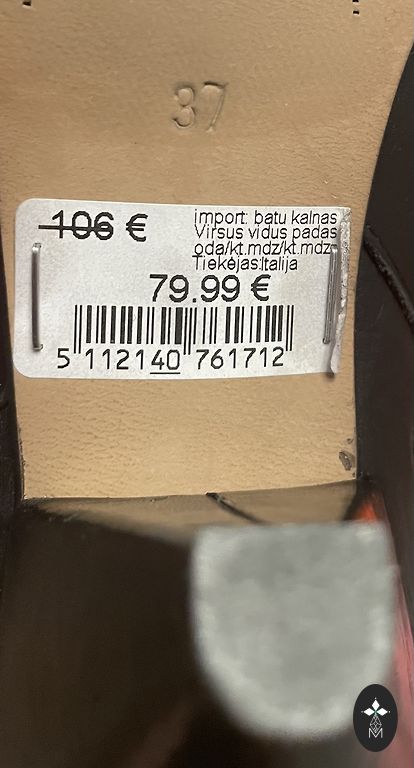 37
106 €
import: batu kalnas
Virsus vidus padas
oda/kt.mdz/kt.mdz
Tiekėjas:Italija
79.99 €
5 112140 761712
M